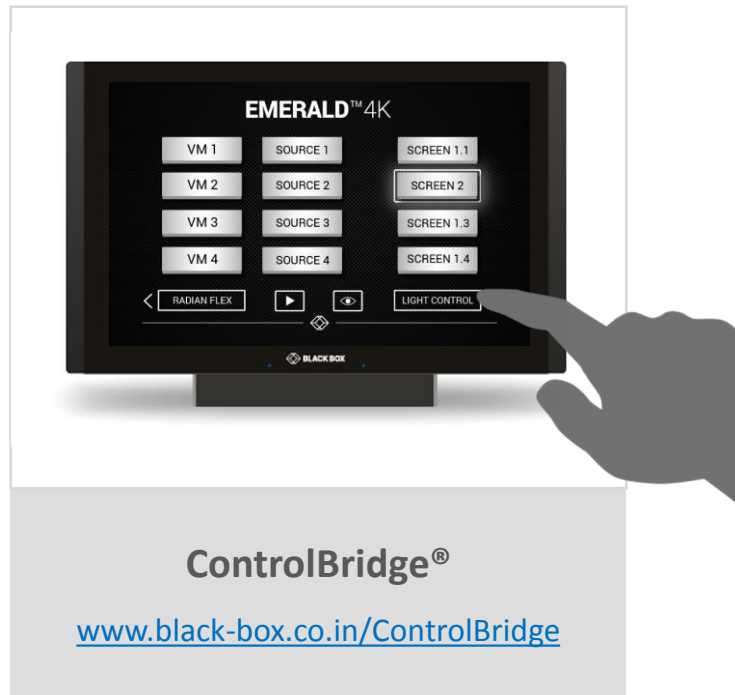 EMERALD™4K
VM 1 SOURCE 1 SCREEN 1.1
VM 2 SOURCE 2 SCREEN 2
VM 3 SOURCE 3 SCREEN 1.3
VM 4 SOURCE 4 SCREEN 1.4
RADIAN FLEX LIGHT CONTROL
BLACK BOX
ControlBridge®
www.black-box.co.in/ControlBridge